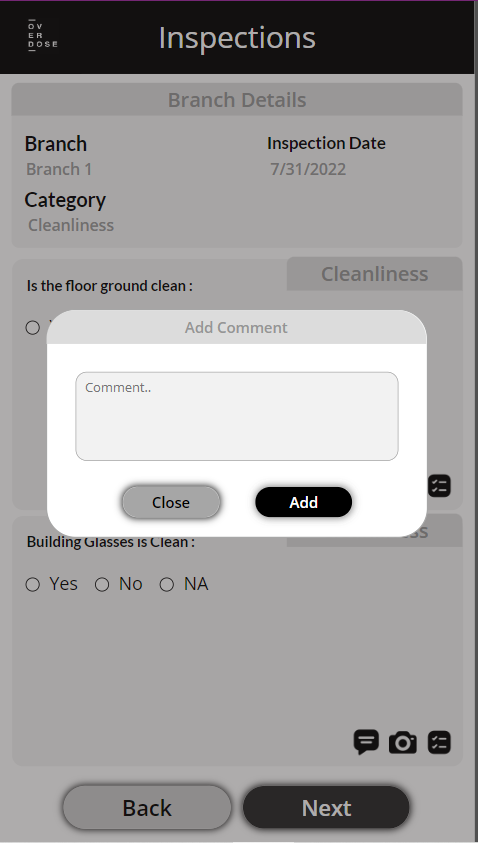 OV
ER
DOSE
Inspections
Branch Details
Branch
Inspection Date
Branch 1
7/31/2022
Category
Cleanliness
Cleanliness
Is the floor ground clean :
Add Comment
Comment..
Close
Add
Building Glasses is Clean :
Yes
No
NA
Back
Next